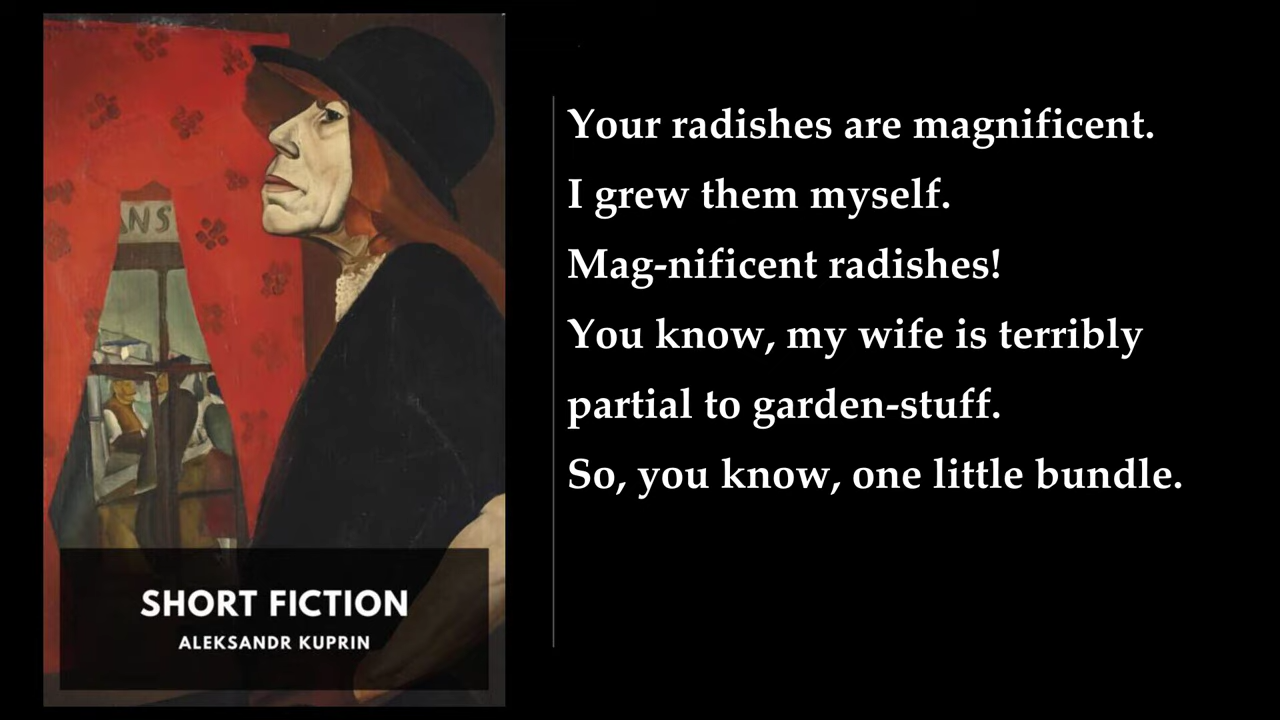 NS
SHORT FICTION
ALEKSANDR KUPRIN
Your radishes are magnificent.
I grew them myself.
Mag-nificent radishes!
You know, my wife is terribly
partial to garden-stuff.
So, you know, one little bundle.